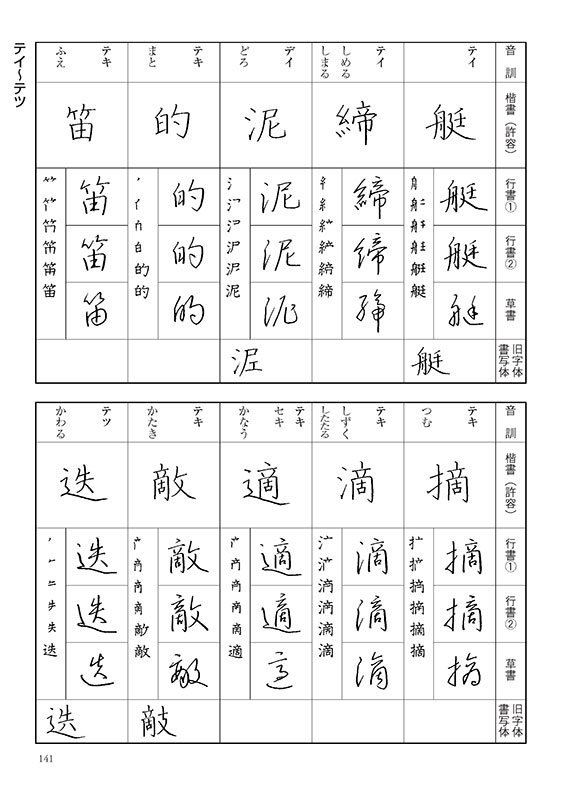 テイ〜テツ
音訓
楷書（許容）
行書①
行書②
草書
旧字体
書写体
テイ
艇
艇
艇
艇
艇
テイ
しめる
しまる
締
締
締
締
デイ
どろ
泥
泥
泥
泥
テキ
まと
的
的
的
的
テキ
ふえ
笛
笛
笛
笛
音訓
楷書（許容）
行書①
行書②
草書
旧字体
書写体
テキ
つむ
摘
摘
摘
摘
テキ
しずく
したたる
滴
滴
滴
滴
テキ
セキ
かなう
適
適
適
適
テキ
かたき
敵
敵
敵
敵
テツ
かわる
迭
迭
迭
迭
迭
141